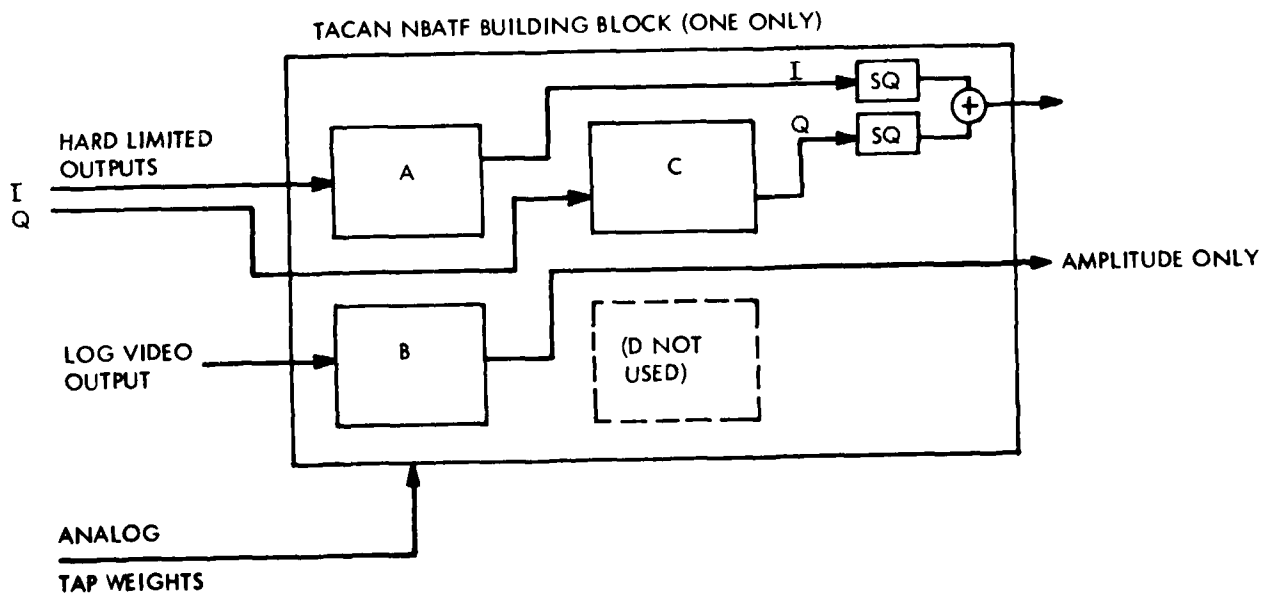 TACAN NBATF BUILDING BLOCK (ONE ONLY)
I
SQ
+
HARD LIMITED
OUTPUTS
I
Q
A
C
Q
SQ
AMPLITUDE ONLY
LOG VIDEO
OUTPUT
B
(D NOT
USED)
ANALOG
TAP WEIGHTS